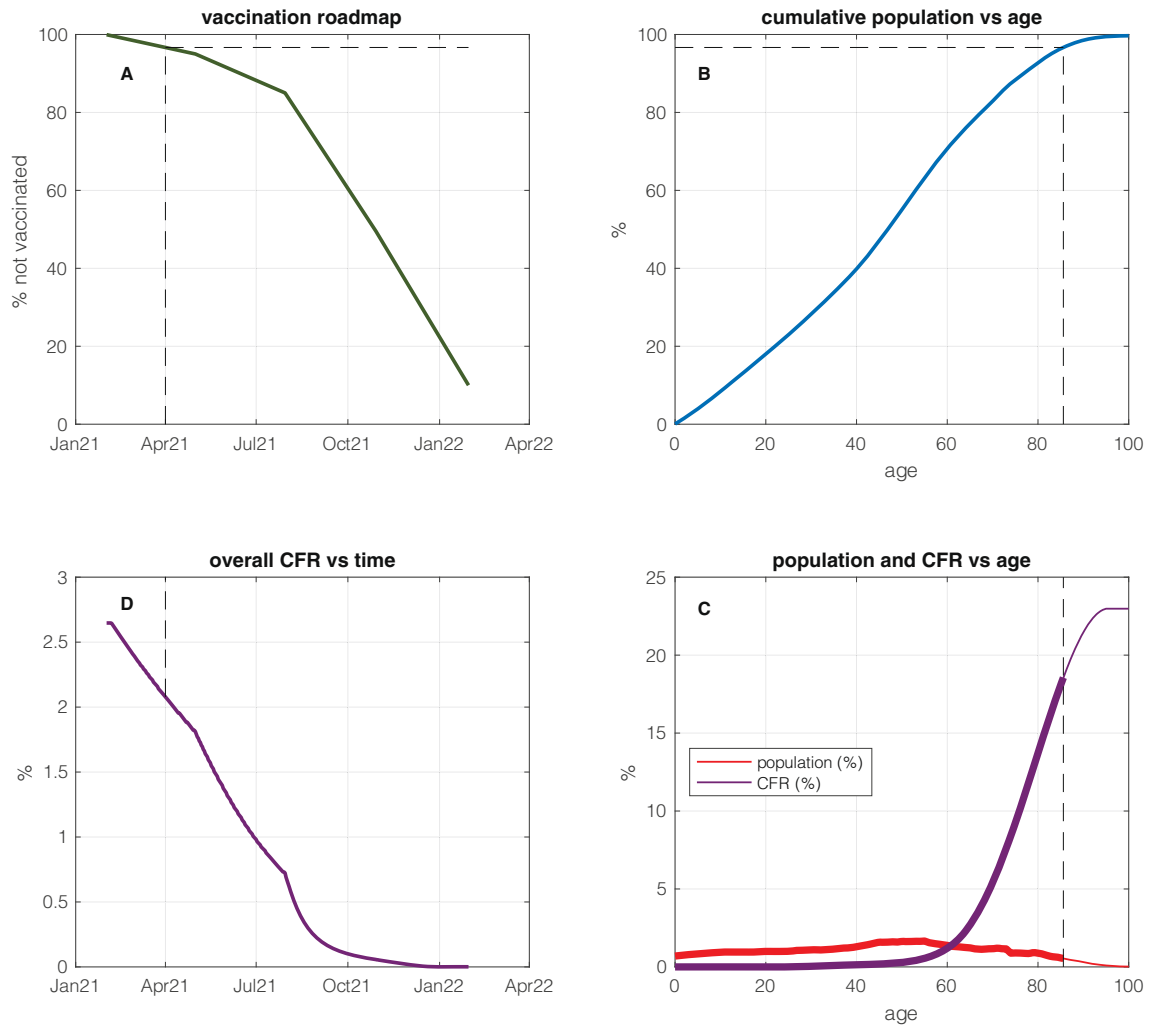 vaccination roadmap
A
100
80
60
40
20
0
% not vaccinated
Jan21 Apr21 Jul21 Oct21 Jan22 Apr22
cumulative population vs age
B
100
80
60
40
20
0
%
0 20 40 60 80 100
age
overall CFR vs time
D
3
2.5
2
1.5
1
0.5
0
%
Jan21 Apr21 Jul21 Oct21 Jan22 Apr22
population and CFR vs age
C
25
20
15
10
5
0
%
population (%)
CFR (%)
0 20 40 60 80 100
age